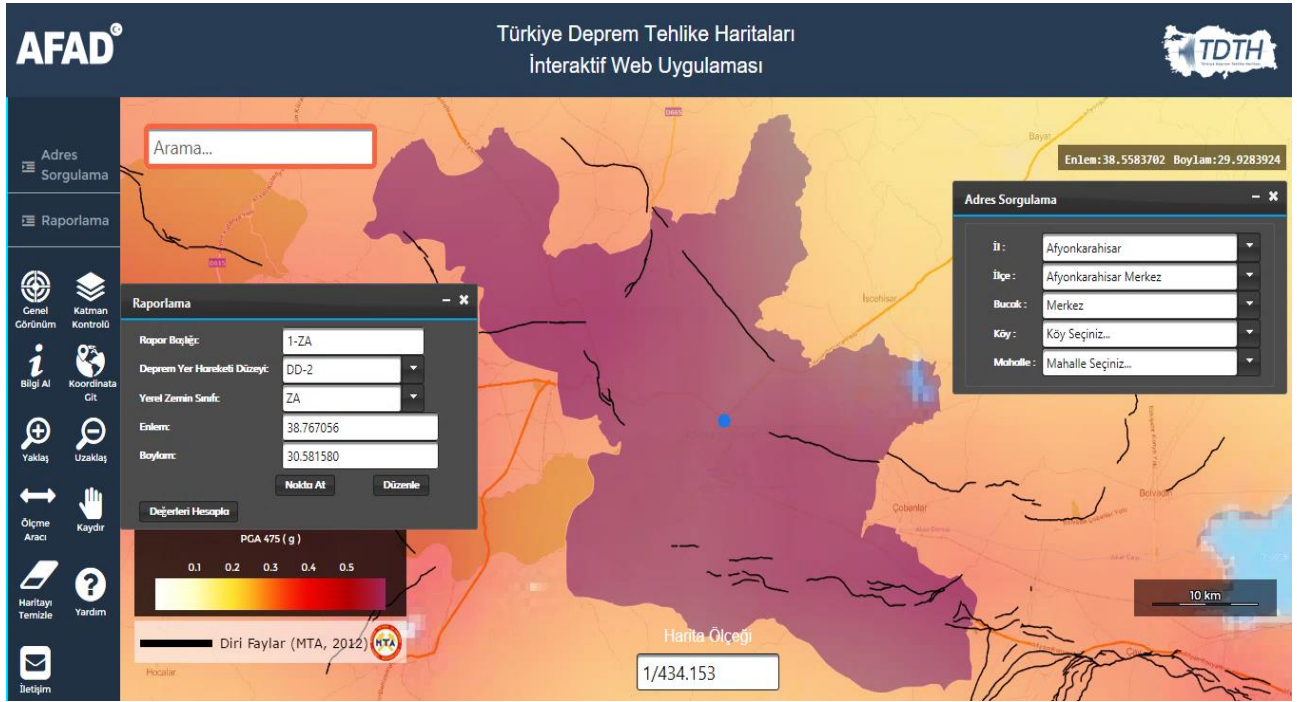 AFAD
Türkiye Deprem Tehlike Haritaları
İnteraktif Web Uygulaması
TDTH
Adres
Sorgulama
Raporlama
Genel
Görünüm
Katman
Kontrolü
Bilgi Al
Koordinata
Git
Yaklaş
Uzaklaş
Ölçme
Aracı
Kaydır
Haritayı
Temizle
Yardım
İletişim
Arama...
D665
Bayat
Enlem:38.5583702 Boylam:29.9283924
Adres Sorgulama
İl :
Afyonkarahisar
İlçe :
Afyonkarahisar Merkez
Bucak :
Merkez
Köy :
Köy Seçiniz...
Mahalle :
Mahalle Seçiniz...
İscehisar
Raporlama
Rapor Başlığı:
1-ZA
Deprem Yer Hareketi Düzeyi:
DD-2
Yerel Zemin Sınıfı:
ZA
Enlem:
38.767056
Boylam:
30.581580
Nokta At
Düzenle
Değerleri Hesapla
Bolvadin
Çobanlar
PGA 475 ( g )
0.1 0.2 0.3 0.4 0.5
Diri Faylar (MTA, 2012)
MTA
10 km
Hocalar
Harita Ölçeği
1/434.153
Çay